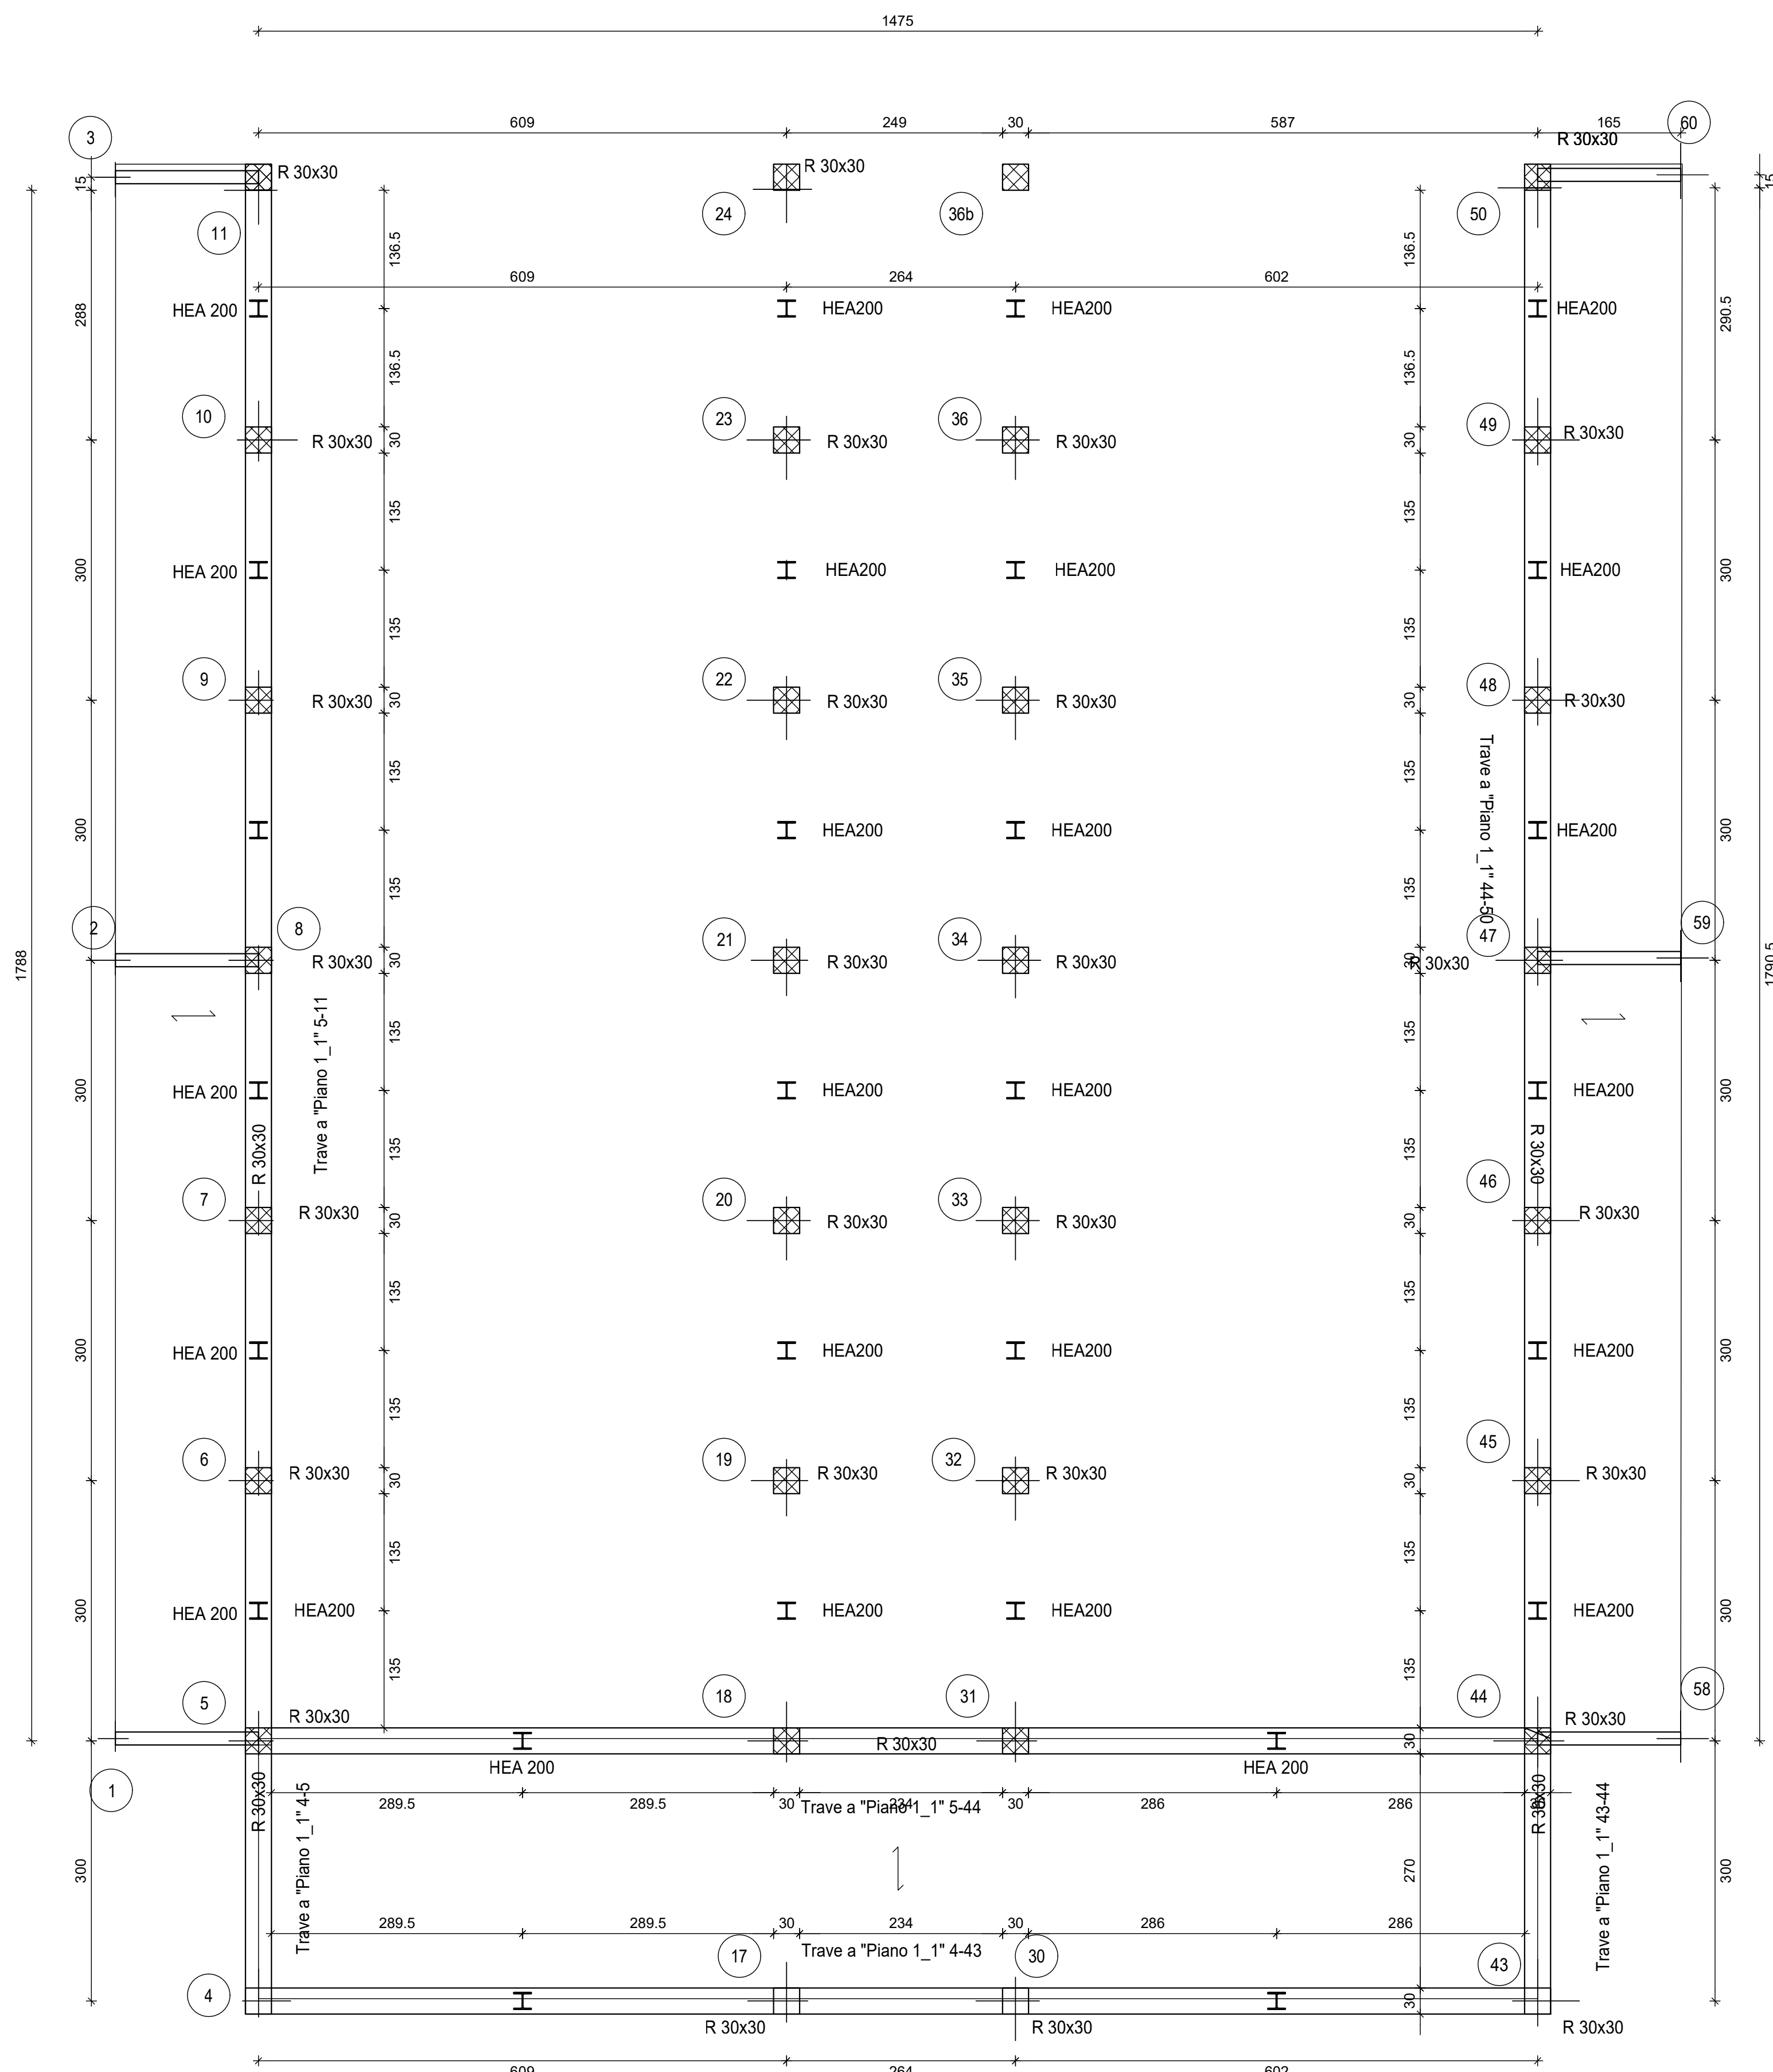 1475
609 249 30 587 165
3 60
R 30x30
15 R 30x30 R 30x30 15
24 36b 50
11
136.5 136.5
609 264 602
288 HEA 200 HEA200 HEA200 HEA200 290.5
136.5 136.5
10 23 36 49
R 30x30 30 R 30x30 R 30x30 30 R 30x30
135 135
300 HEA 200 HEA200 HEA200 HEA200 300
135 135
9 22 35 48
R 30x30 30 R 30x30 R 30x30 30 R 30x30
135 135
Trave a "Piano 1_1" 44-50
300 HEA200 HEA200 HEA200 300
135 135
2 8 21 34 47 59
1788 R 30x30 30 R 30x30 R 30x30 30 R 30x30 1790.5
135 135
Trave a "Piano 1_1" 5-11
300 HEA 200 HEA200 HEA200 HEA200 300
R 30x30 135 135 R 30x30
7 20 33 46
R 30x30 30 R 30x30 R 30x30 30 R 30x30
135 135
300 HEA 200 HEA200 HEA200 HEA200 300
135 135
6 19 32 45
R 30x30 30 R 30x30 R 30x30 30 R 30x30
135 135
300 HEA 200 HEA200 HEA200 HEA200 HEA200 300
135 135
5 18 31 44 58
R 30x30 R 30x30
R 30x30 30
HEA 200 HEA 200
1
R 30x30 289.5 289.5 30 234 30 286 286 R 30x30
Trave a "Piano 1_1" 5-44
Trave a "Piano 1_1" 4-5
Trave a "Piano 1_1" 43-44
300 270 300
289.5 289.5 30 234 30 286 286
17 Trave a "Piano 1_1" 4-43 30 43
4 30
R 30x30 R 30x30 R 30x30
609 264 602